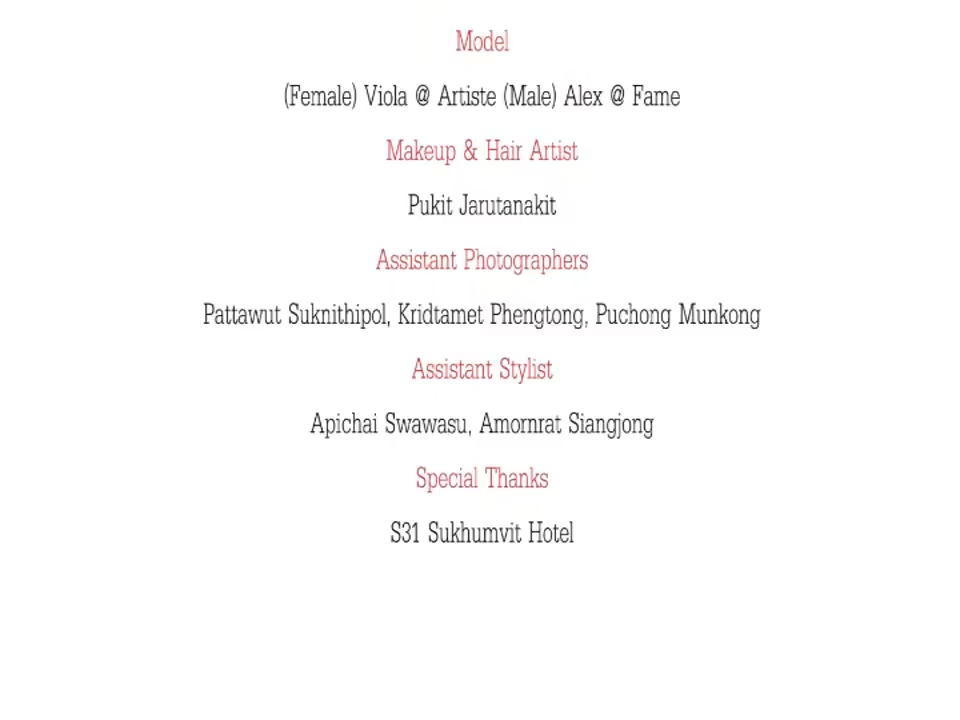 Model
(Female) Viola @ Artiste (Male) Alex @ Fame
Makeup & Hair Artist
Pukit Jarutanakit
Assistant Photographers
Pattawut Suknithipol, Kridtamet Phengtong, Puchong Munkong
Assistant Stylist
Apichai Swawasu, Amornrat Siangjong
Special Thanks
S31 Sukhumvit Hotel